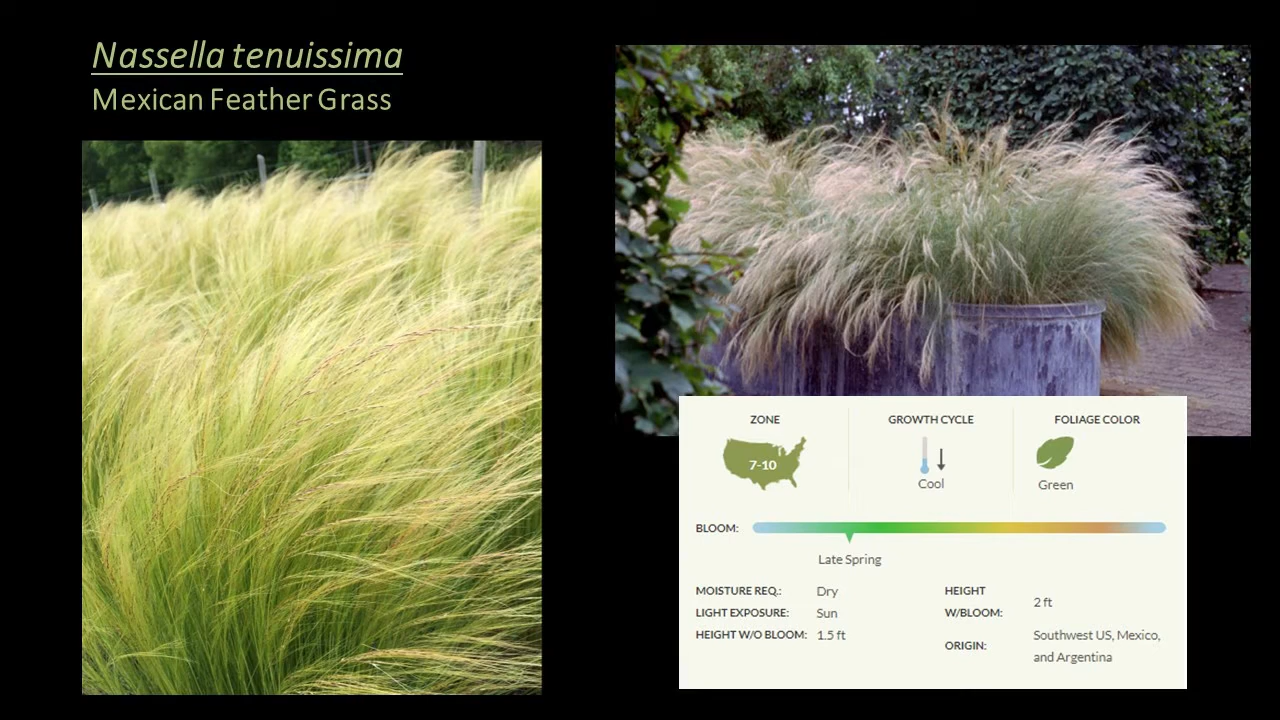 Nassella tenuissima
Mexican Feather Grass
ZONE
7-10
GROWTH CYCLE
Cool
FOLIAGE COLOR
Green
BLOOM:
Late Spring
MOISTURE REQ.: Dry
LIGHT EXPOSURE: Sun
HEIGHT W/O BLOOM: 1.5 ft
HEIGHT
W/BLOOM:
2 ft
ORIGIN:
Southwest US, Mexico,
and Argentina